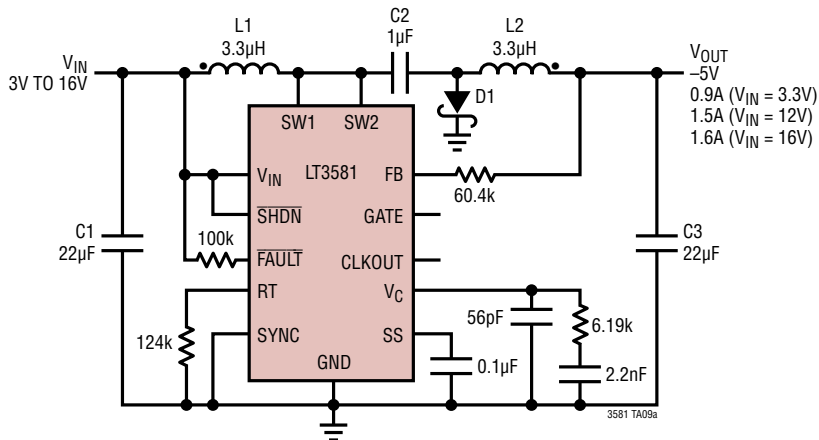 L1
3.3µH
C2
1µF
L2
3.3µH
VIN
3V TO 16V
VOUT
–5V
0.9A (VIN = 3.3V)
1.5A (VIN = 12V)
1.6A (VIN = 16V)
D1
SW1 SW2
VIN LT3581 FB
60.4k
SHDN GATE
C1
22µF
100k
FAULT CLKOUT
C3
22µF
RT VC
124k
56pF
6.19k
SYNC SS
0.1µF
2.2nF
GND
3581 TA09a